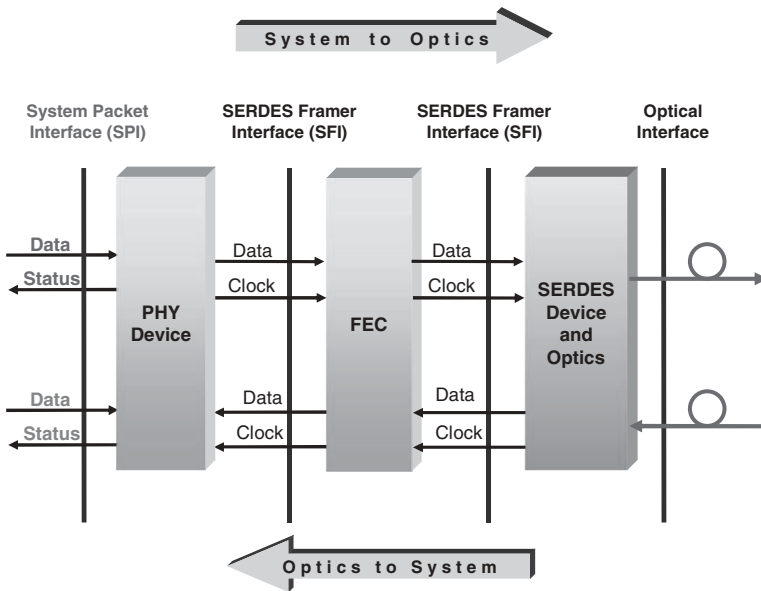 System to Optics
System Packet
Interface (SPI)
SERDES Framer
Interface (SFI)
SERDES Framer
Interface (SFI)
Optical
Interface
Data
Status
Data
Clock
Data
Clock
PHY
Device
FEC
SERDES
Device
and
Optics
Data
Status
Data
Clock
Data
Clock
Optics to System